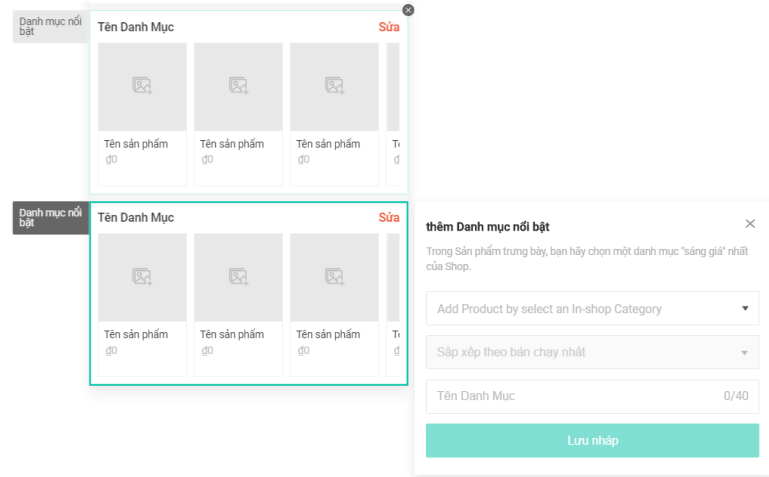 Danh mục nổi
bật
Tên Danh Mục
Sửa
Tên sản phẩm
Tên sản phẩm
Tên sản phẩm
₫0
₫0
₫0
Danh mục nổi
bật
Tên Danh Mục
Sửa
Tên sản phẩm
Tên sản phẩm
Tên sản phẩm
₫0
₫0
₫0
thêm Danh mục nổi bật
Trong Sản phẩm trưng bày, bạn hãy chọn một danh mục "sáng giá" nhất
của Shop.
Add Product by select an In-shop Category
Sắp xếp theo bán chạy nhất
Tên Danh Mục
0/40
Lưu nháp